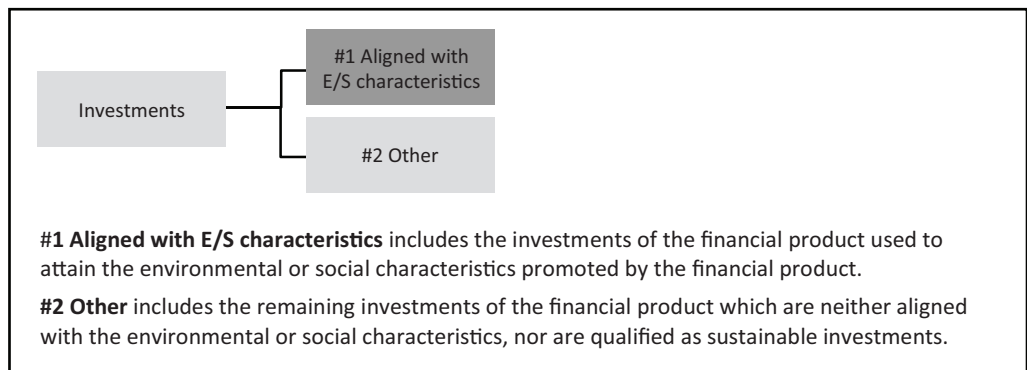 #1 Aligned with
E/S characteristics
Investments
#2 Other
#1 Aligned with E/S characteristics includes the investments of the financial product used to
attain the environmental or social characteristics promoted by the financial product.
#2 Other includes the remaining investments of the financial product which are neither aligned
with the environmental or social characteristics, nor are qualified as sustainable investments.